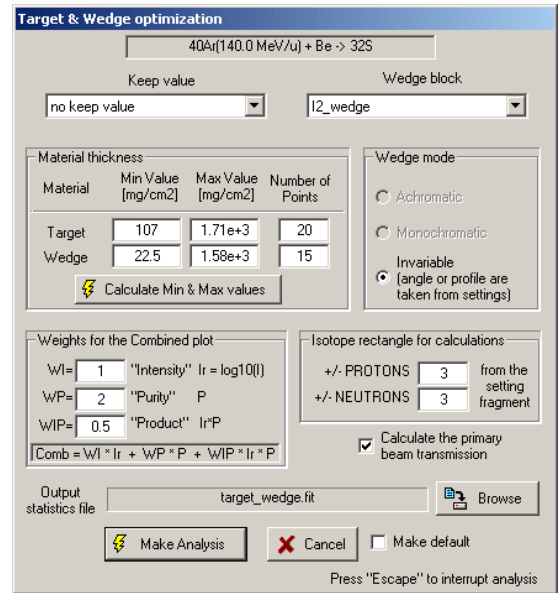 Target & Wedge optimization
40Ar(140.0 MeV/u) + Be -> 32S
Keep value
Wedge block
no keep value
I2_wedge
Material thickness
Material
Min Value [mg/cm2]
Max Value [mg/cm2]
Number of Points
Target 107 1.71e+3 20
Wedge 22.5 1.58e+3 15
Calculate Min & Max values
Wedge mode
Achromatic
Monochromatic
Invariable
(angle or profile are
taken from settings)
Weights for the Combined plot
WI= 1 "Intensity" Ir = log10(I)
WP= 2 "Purity" P
WIP= 0.5 "Product" Ir*P
Comb = WI * Ir + WP * P + WIP * Ir * P
Isotope rectangle for calculations
+/- PROTONS 3
+/- NEUTRONS 3
from the
setting
fragment
Calculate the primary
beam transmission
Output
statistics file
target_wedge.fit
Browse
Make Analysis
Cancel
Make default
Press "Escape" to interrupt analysis